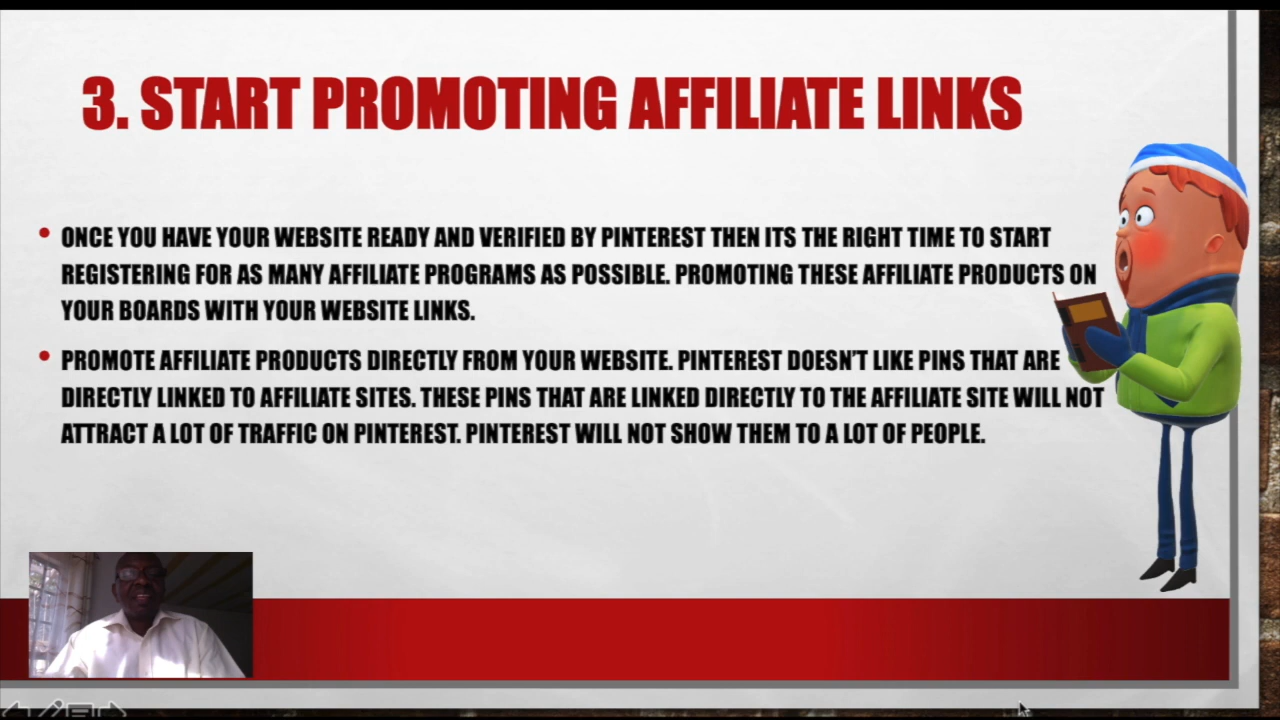 3. START PROMOTING AFFILIATE LINKS
• ONCE YOU HAVE YOUR WEBSITE READY AND VERIFIED BY PINTEREST THEN ITS THE RIGHT TIME TO START
REGISTERING FOR AS MANY AFFILIATE PROGRAMS AS POSSIBLE. PROMOTING THESE AFFILIATE PRODUCTS ON
YOUR BOARDS WITH YOUR WEBSITE LINKS.
• PROMOTE AFFILIATE PRODUCTS DIRECTLY FROM YOUR WEBSITE. PINTEREST DOESN'T LIKE PINS THAT ARE
DIRECTLY LINKED TO AFFILIATE SITES. THESE PINS THAT ARE LINKED DIRECTLY TO THE AFFILIATE SITE WILL NOT
ATTRACT A LOT OF TRAFFIC ON PINTEREST. PINTEREST WILL NOT SHOW THEM TO A LOT OF PEOPLE.